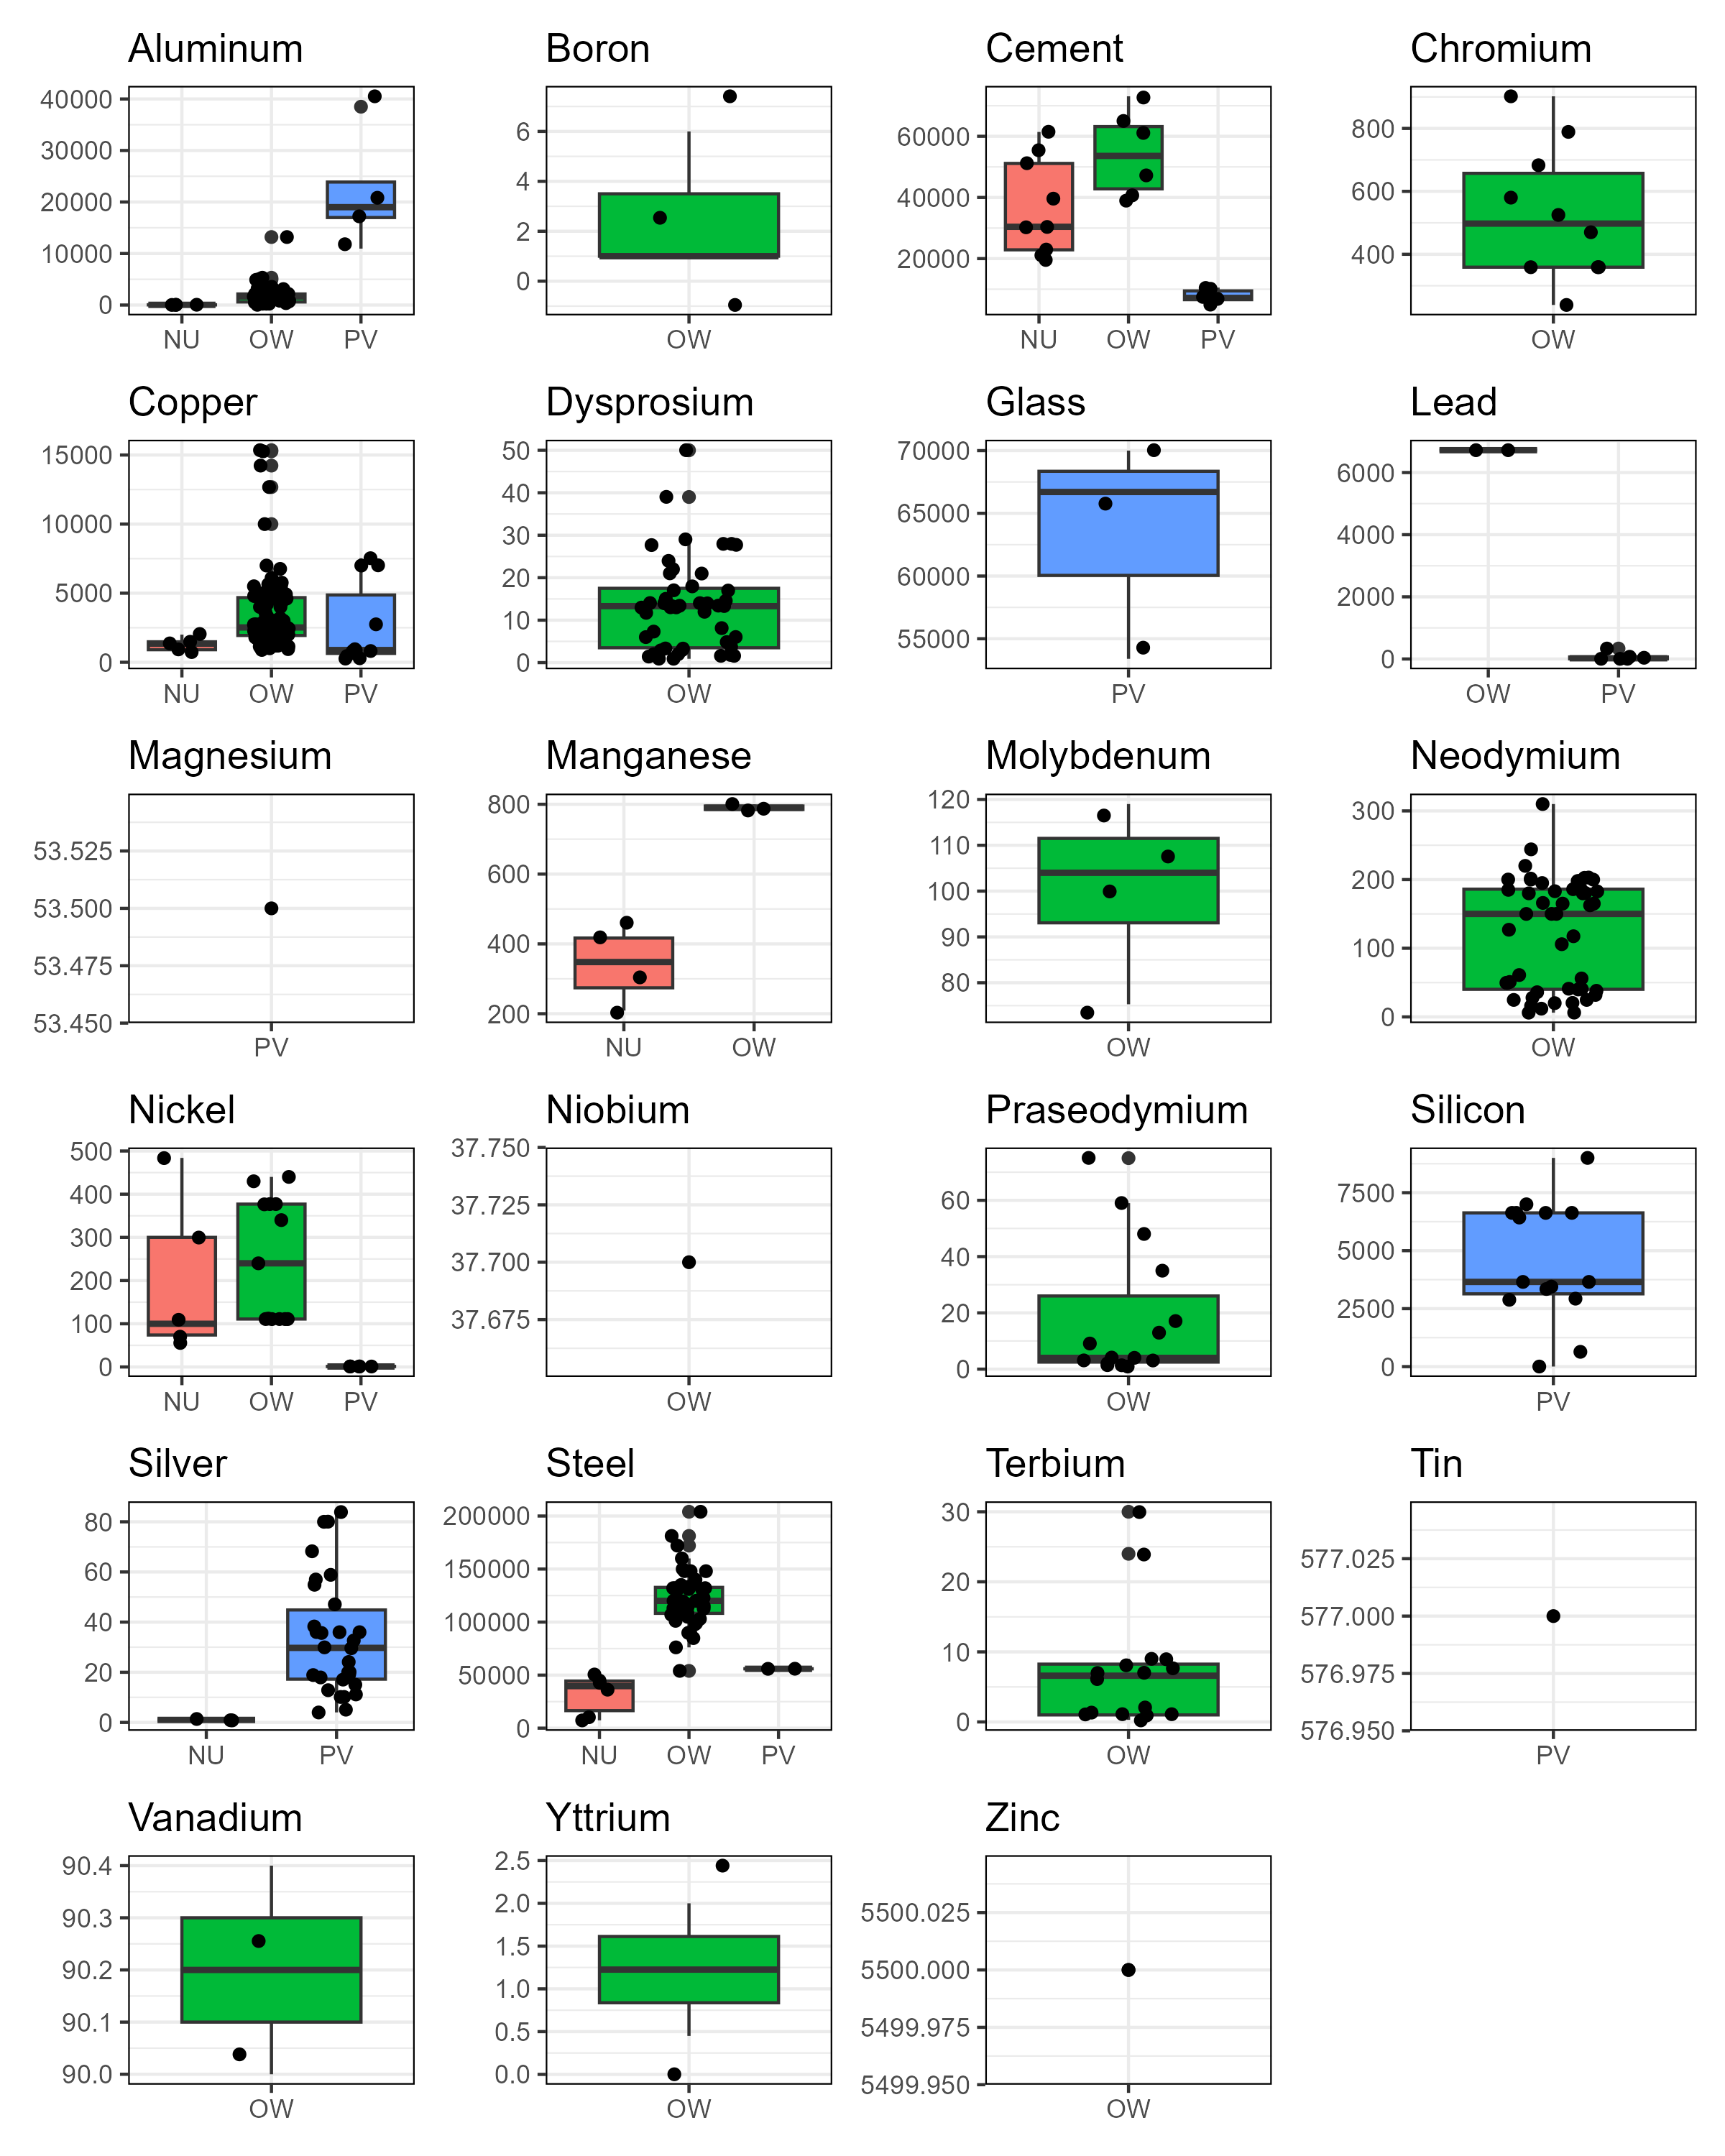 Aluminum
40000
30000
20000
10000
0
NU OW PV
Boron
6
4
2
0
OW
Cement
60000
40000
20000
NU OW PV
Chromium
800
600
400
OW
Copper
15000
10000
5000
0
NU OW PV
Dysprosium
50
40
30
20
10
0
OW
Glass
70000
65000
60000
55000
PV
Lead
6000
4000
2000
0
OW PV
Magnesium
53.525
53.500
53.475
53.450
PV
Manganese
800
600
400
200
NU OW
Molybdenum
120
110
100
90
80
OW
Neodymium
300
200
100
0
OW
Nickel
500
400
300
200
100
0
NU OW PV
Niobium
37.750
37.725
37.700
37.675
OW
Praseodymium
60
40
20
0
OW
Silicon
7500
5000
2500
0
PV
Silver
80
60
40
20
0
NU PV
Steel
200000
150000
100000
50000
0
NU OW PV
Terbium
30
20
10
0
OW
Tin
577.025
577.000
576.975
576.950
PV
Vanadium
90.4
90.3
90.2
90.1
90.0
OW
Yttrium
2.5
2.0
1.5
1.0
0.5
0.0
OW
Zinc
5500.025
5500.000
5499.975
5499.950
OW